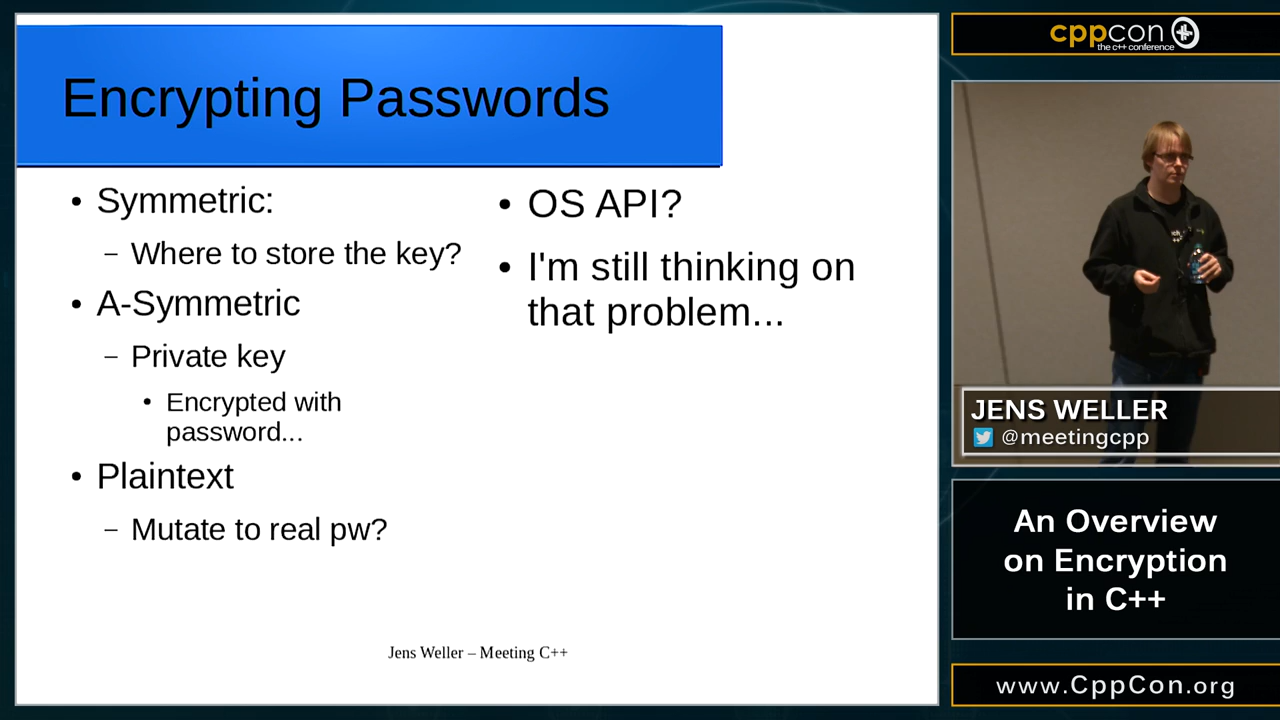 Encrypting Passwords
• Symmetric:
– Where to store the key?
• A-Symmetric
– Private key
• Encrypted with
password...
• Plaintext
– Mutate to real pw?
• OS API?
• I'm still thinking on
that problem...
Jens Weller – Meeting C++
cppcon
the c++ conference
JENS WELLER
@meetingcpp
An Overview
on Encryption
in C++
www.CppCon.org